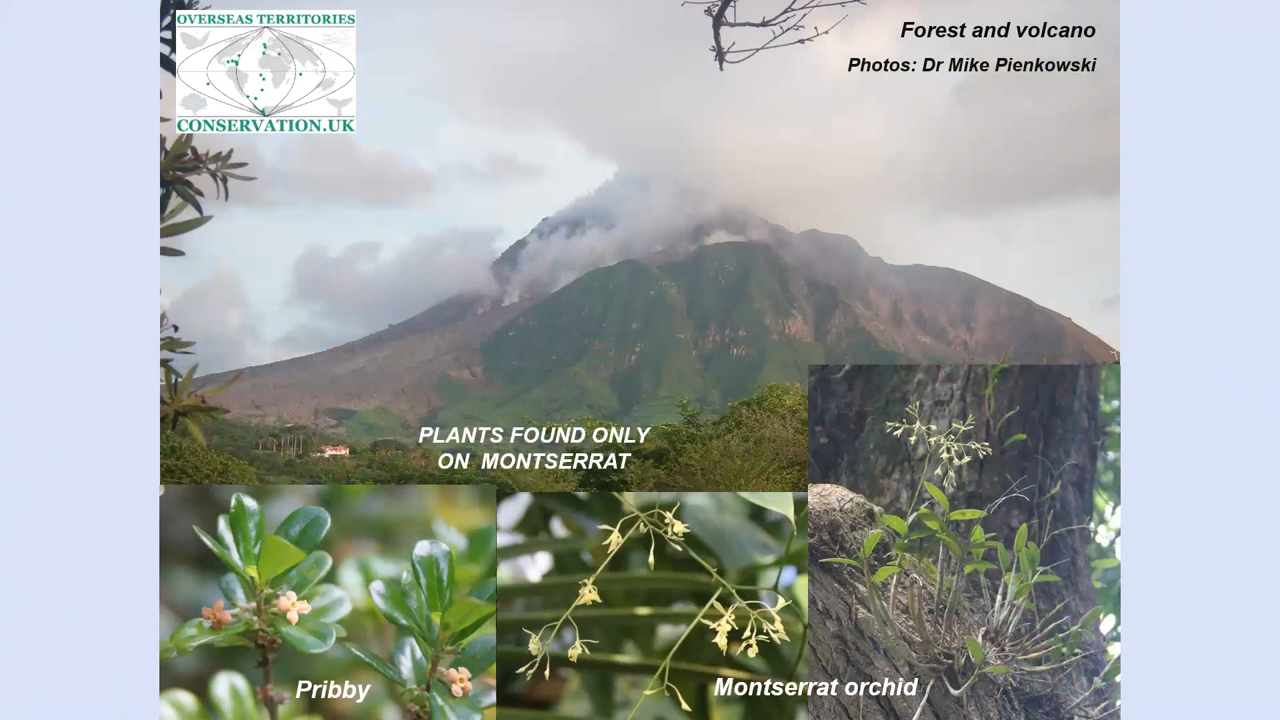 OVERSEAS TERRITORIES
CONSERVATION.UK
Forest and volcano
Photos: Dr Mike Pienkowski
PLANTS FOUND ONLY
ON MONTSERRAT
Pribby
Montserrat orchid